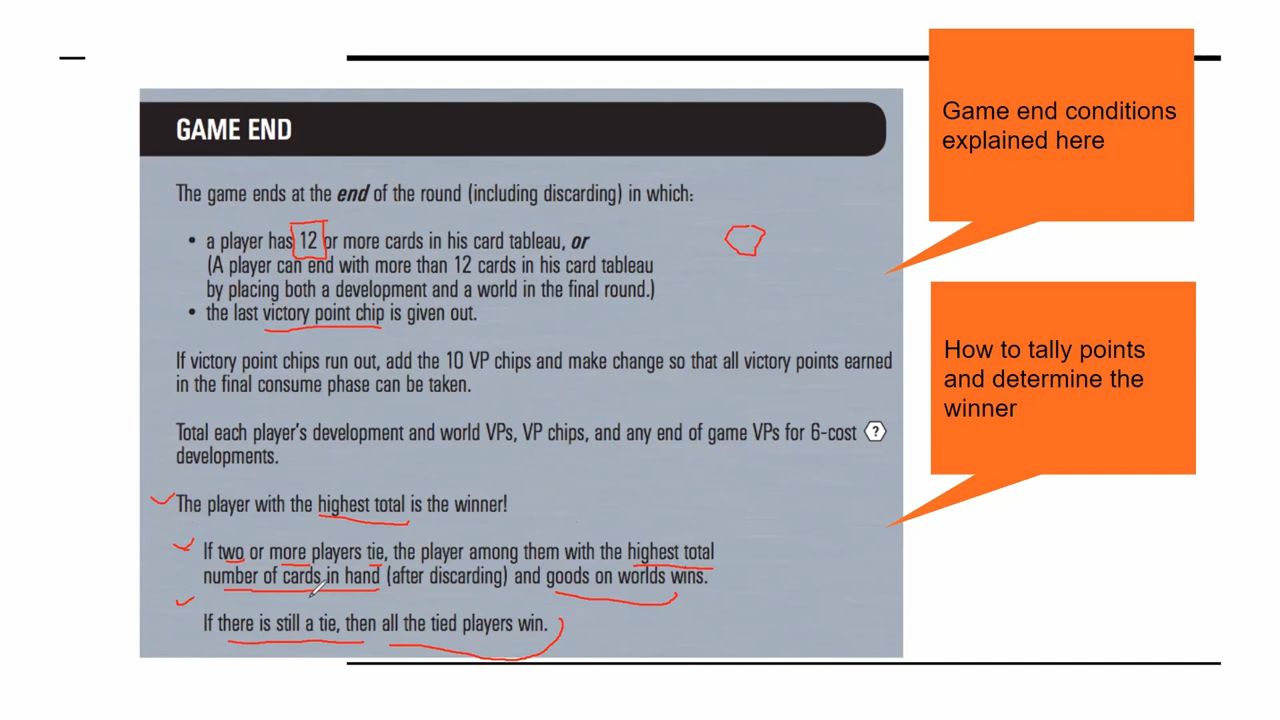 GAME END
The game ends at the end of the round (including discarding) in which:
• a player has 12 or more cards in his card tableau, or
(A player can end with more than 12 cards in his card tableau
by placing both a development and a world in the final round.)
• the last victory point chip is given out.
If victory point chips run out, add the 10 VP chips and make change so that all victory points earned
in the final consume phase can be taken.
Total each player's development and world VPs, VP chips, and any end of game VPs for 6-cost ?
developments.
The player with the highest total is the winner!
If two or more players tie, the player among them with the highest total
number of cards in hand (after discarding) and goods on worlds wins.
If there is still a tie, then all the tied players win.
Game end conditions
explained here
How to tally points
and determine the
winner